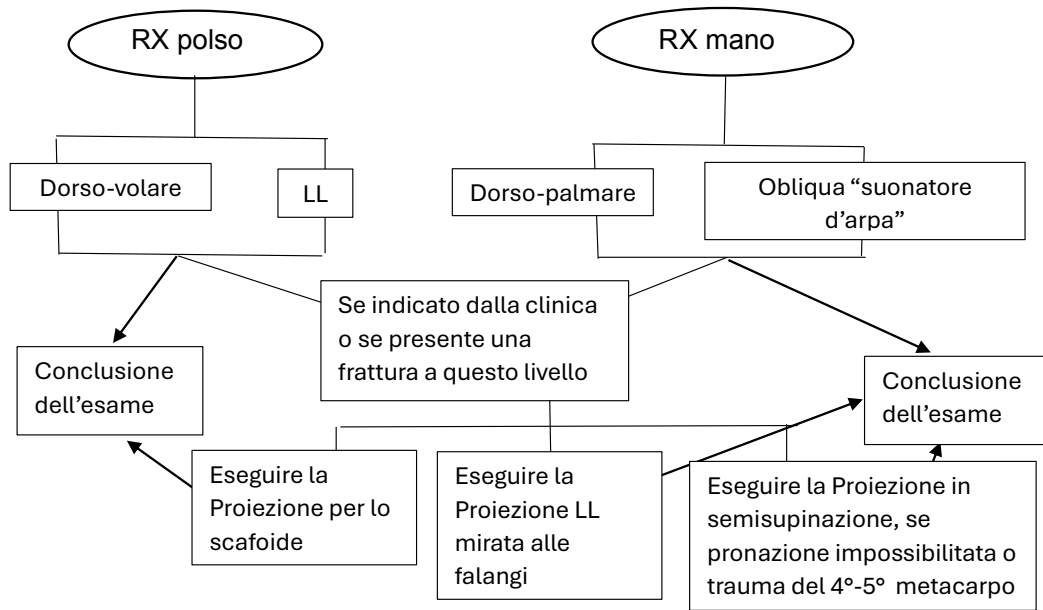 RX polso
RX mano
Dorso-volare
LL
Dorso-palmare
Obliqua “suonatore
d’arpa”
Se indicato dalla clinica
o se presente una
frattura a questo livello
Conclusione
dell’esame
Conclusione
dell’esame
Eseguire la
Proiezione per lo
scafoide
Eseguire la
Proiezione LL
mirata alle
falangi
Eseguire la Proiezione in
semisupinazione, se
pronazione impossibilitata o
trauma del 4°-5° metacarpo